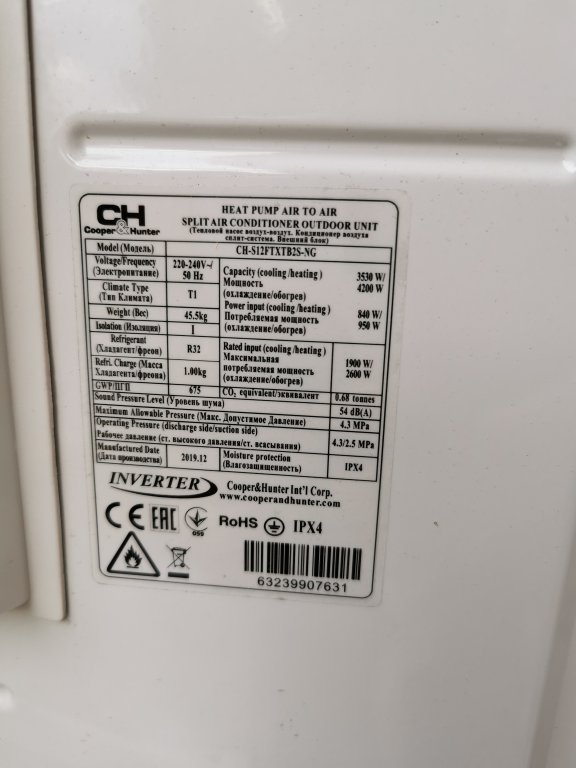 CH
Cooper&Hunter
HEAT PUMP AIR TO AIR
SPLIT AIR CONDITIONER OUTDOOR UNIT
(Тепловой насос воздух-воздух. Кондиционер воздуха
сплит-система. Внешний блок)
Model (Модель) CH-S12FTXTB2S-NG
Voltage/Frequency
(Электропитание)
220-240V~/
50 Hz
Capacity (cooling /heating)
Мощность
(охлаждение/обогрев)
3530 W/
4200 W
Climate Type
(Тип Климата)
T1
Weight (Вес) 45.5kg
Power input (cooling /heating)
Потребляемая мощность
(охлаждение/обогрев)
840 W/
950 W
Isolation (Изоляция) I
Refrigerant
(Хладагент/фреон)
R32
Rated input (cooling /heating)
Максимальная
потребляемая мощность
(охлаждение/обогрев)
1900 W/
2600 W
Refri. Charge (Масса
Хладагента/фреона)
1.00kg
GWP/ПГП 675 CO2 equivalent/эквивалент 0.68 tonnes
Sound Pressure Level (Уровень шума) 54 dB(A)
Maximum Allowable Pressure (Макс. Допустимое Давление) 4.3 MPa
Operating Pressure (discharge side/suction side)
Рабочее давление (ст. высокого давления/ст. всасывания)
4.3/2.5 MPa
Manufactured Date
(Дата производства)
2019.12
Moisture protection
(Влагозащищенность)
IPX4
INVERTER
Cooper&Hunter Int'l Corp.
www.cooperandhunter.com
CE EAC 059 RoHS IPX4
63239907631